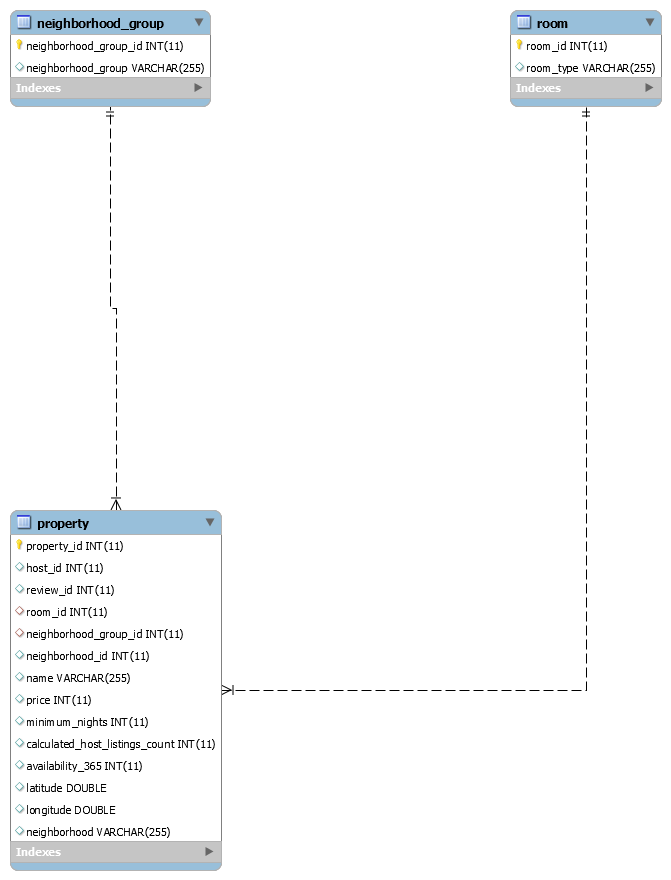 neighborhood_group
neighborhood_group_id INT(11)
neighborhood_group VARCHAR(255)
Indexes
room
room_id INT(11)
room_type VARCHAR(255)
Indexes
property
property_id INT(11)
host_id INT(11)
review_id INT(11)
room_id INT(11)
neighborhood_group_id INT(11)
neighborhood_id INT(11)
name VARCHAR(255)
price INT(11)
minimum_nights INT(11)
calculated_host_listings_count INT(11)
availability_365 INT(11)
latitude DOUBLE
longitude DOUBLE
neighborhood VARCHAR(255)
Indexes